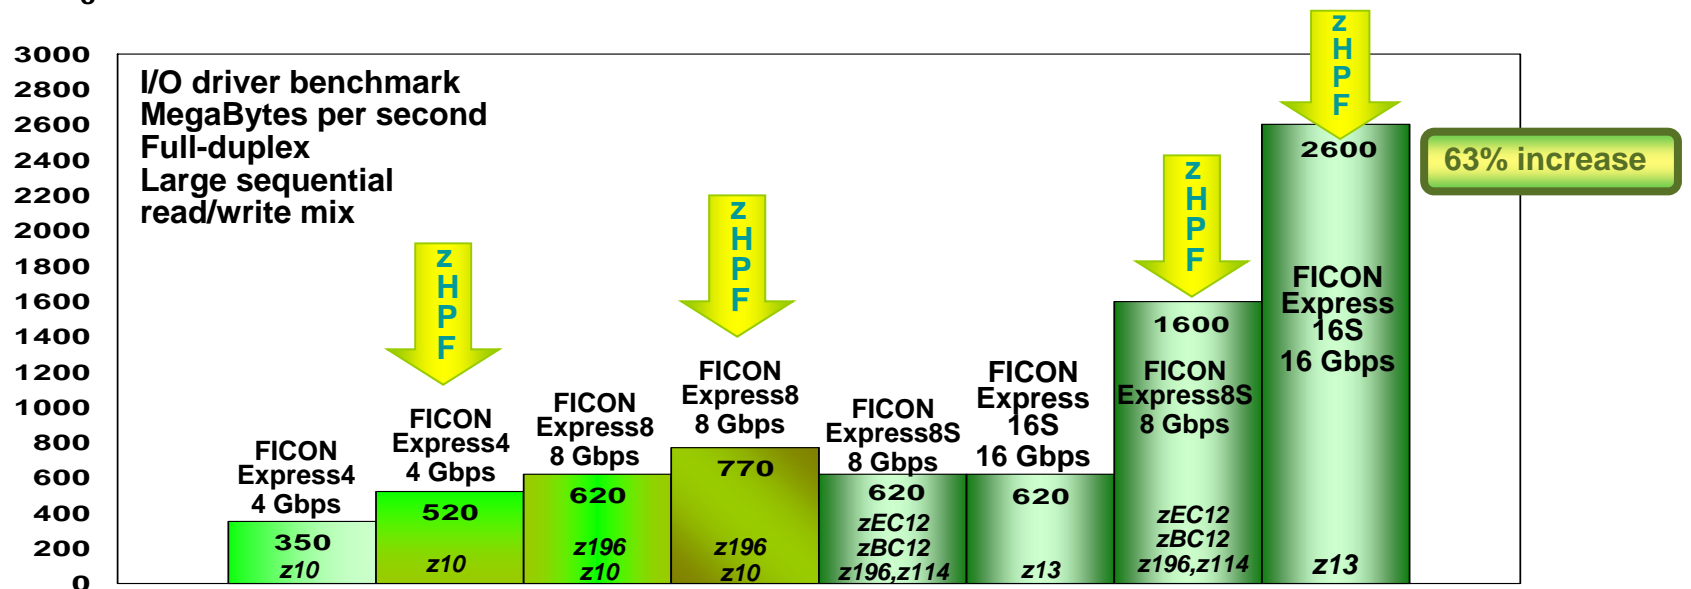 3000
2800
2600
2400
2200
2000
1800
1600
1400
1200
1000
800
600
400
200
0
I/O driver benchmark
MegaBytes per second
Full-duplex
Large sequential
read/write mix
FICON
Express4
4 Gbps
350
z10
z
H
P
F
FICON
Express4
4 Gbps
520
z10
FICON
Express8
8 Gbps
620
z196
z10
z
H
P
F
FICON
Express8
8 Gbps
770
z196
z10
FICON
Express8S
8 Gbps
620
zEC12
zBC12
z196,z114
FICON
Express
16S
16 Gbps
620
z13
z
H
P
F
1600
FICON
Express8S
8 Gbps
zEC12
zBC12
z196,z114
z
H
P
F
2600
FICON
Express
16S
16 Gbps
z13
63% increase